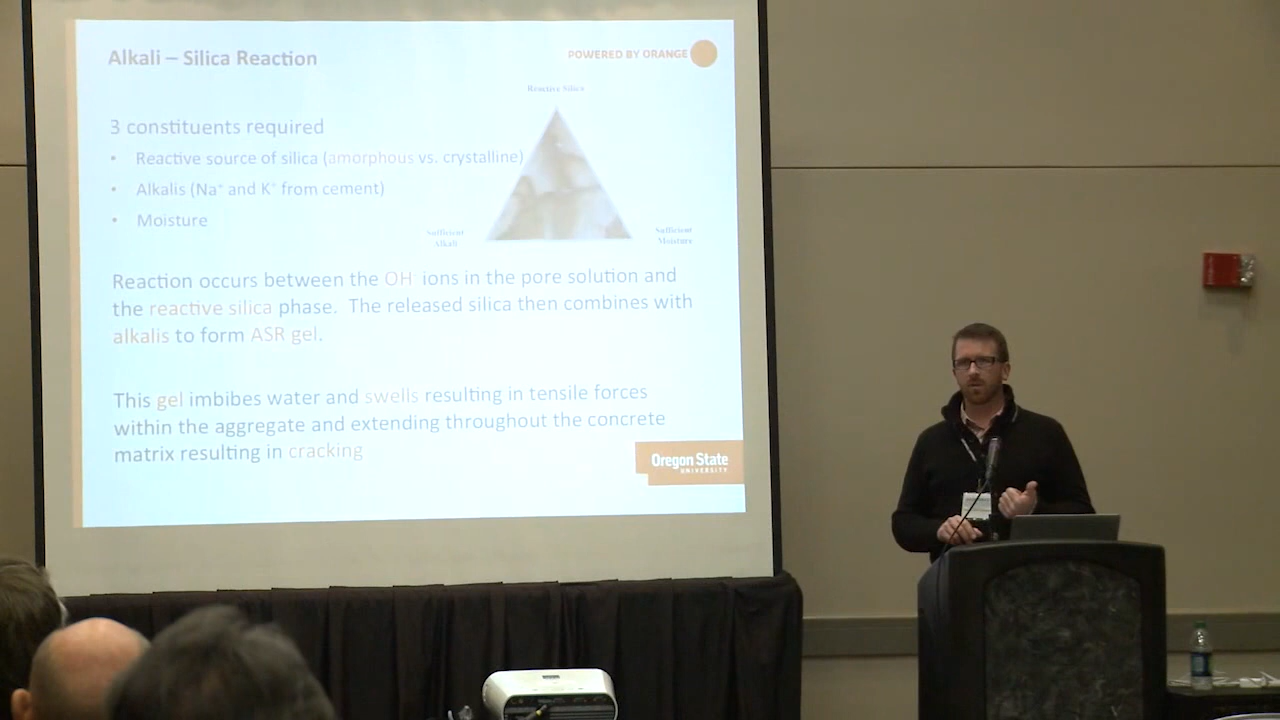 Alkali – Silica Reaction
POWERED BY ORANGE
Reactive Silica
3 constituents required
• Reactive source of silica (amorphous vs. crystalline)
• Alkalis (Na⁺ and K⁺ from cement)
• Moisture
Sufficient
Alkali
Sufficient
Moisture
Reaction occurs between the OH⁻ ions in the pore solution and
the reactive silica phase. The released silica then combines with
alkalis to form ASR gel.
This gel imbibes water and swells resulting in tensile forces
within the aggregate and extending throughout the concrete
matrix resulting in cracking
Oregon State
UNIVERSITY